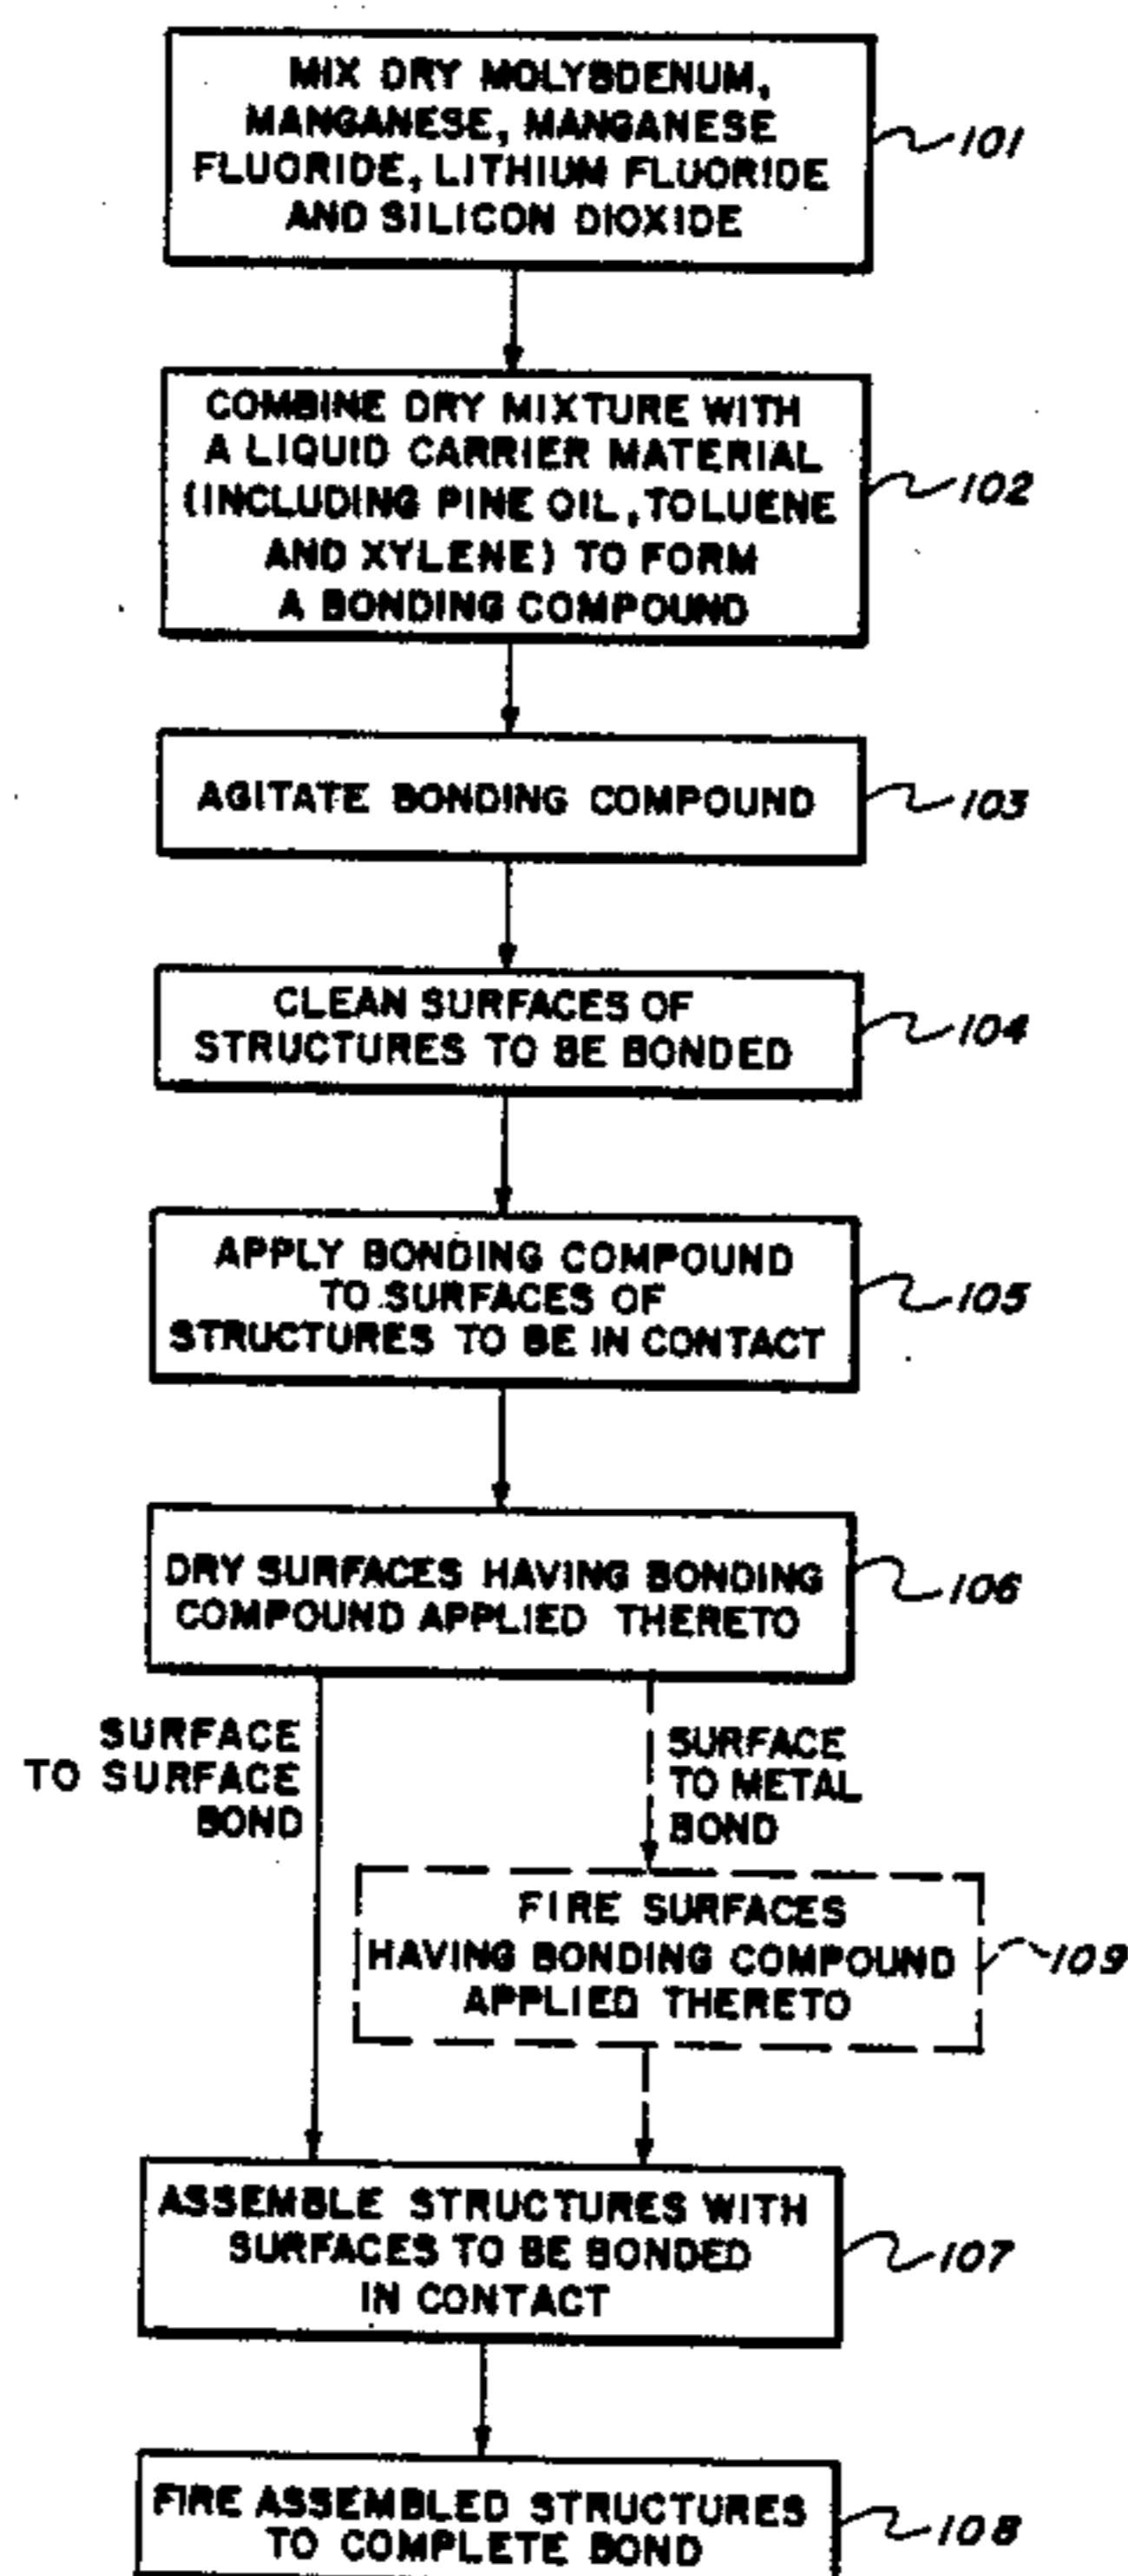 MIX DRY MOLYBDENUM,
MANGANESE, MANGANESE
FLUORIDE, LITHIUM FLUORIDE
AND SILICON DIOXIDE
101
COMBINE DRY MIXTURE WITH
A LIQUID CARRIER MATERIAL
(INCLUDING PINE OIL, TOLUENE
AND XYLENE) TO FORM
A BONDING COMPOUND
102
AGITATE BONDING COMPOUND
103
CLEAN SURFACES OF
STRUCTURES TO BE BONDED
104
APPLY BONDING COMPOUND
TO SURFACES OF
STRUCTURES TO BE IN CONTACT
105
DRY SURFACES HAVING BONDING
COMPOUND APPLIED THERETO
106
SURFACE
TO SURFACE
BOND
SURFACE
TO METAL
BOND
FIRE SURFACES
HAVING BONDING COMPOUND
APPLIED THERETO
109
ASSEMBLE STRUCTURES WITH
SURFACES TO BE BONDED
IN CONTACT
107
FIRE ASSEMBLED STRUCTURES
TO COMPLETE BOND
108